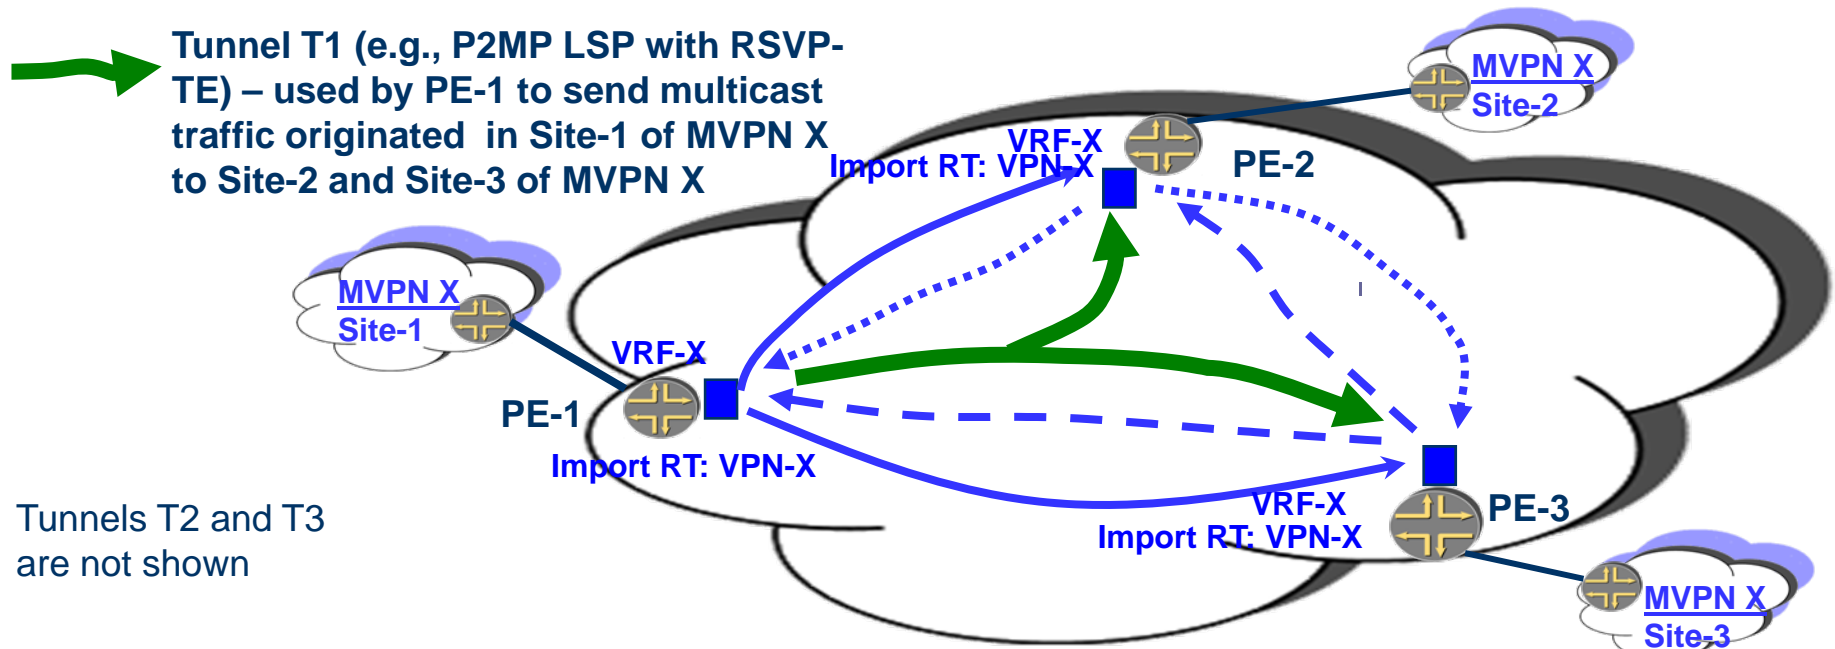 Tunnel T1 (e.g., P2MP LSP with RSVP-
TE) – used by PE-1 to send multicast
traffic originated in Site-1 of MVPN X
to Site-2 and Site-3 of MVPN X
MVPN X
Site-2
VRF-X
Import RT: VPN-X
PE-2
MVPN X
Site-1
VRF-X
PE-1
Import RT: VPN-X
VRF-X
Import RT: VPN-X
PE-3
Tunnels T2 and T3
are not shown
MVPN X
Site-3